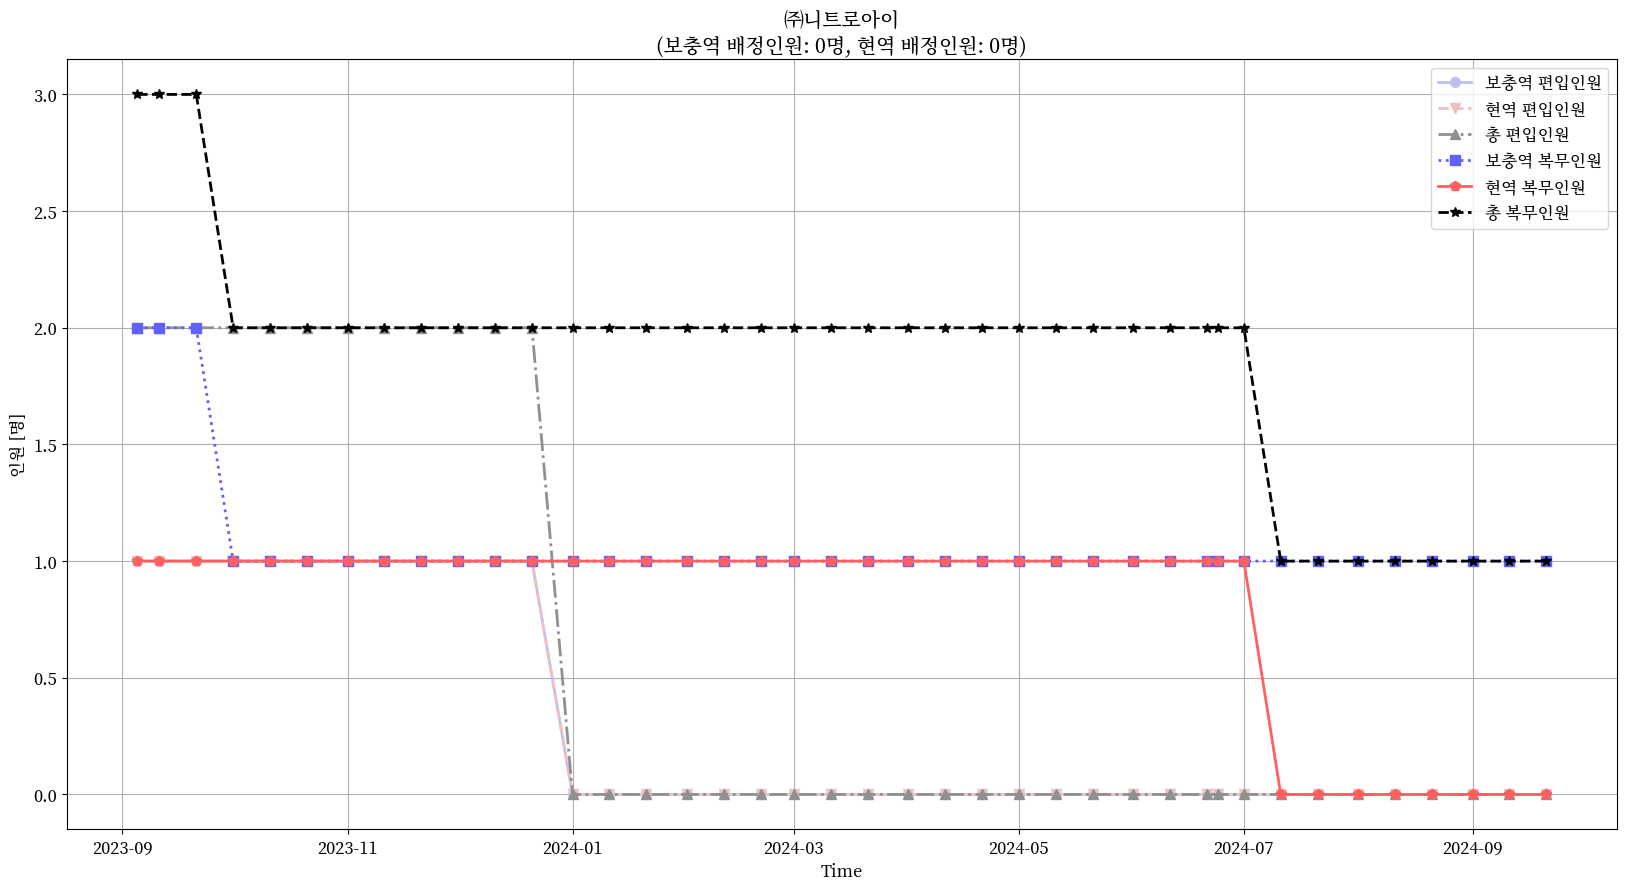 ㈜니트로아이
(보충역 배정인원: 0명, 현역 배정인원: 0명)
보충역 편입인원
현역 편입인원
총 편입인원
보충역 복무인원
현역 복무인원
총 복무인원
인원 [명]
3.0
2.5
2.0
1.5
1.0
0.5
0.0
2023-09 2023-11 2024-01 2024-03 2024-05 2024-07 2024-09
Time